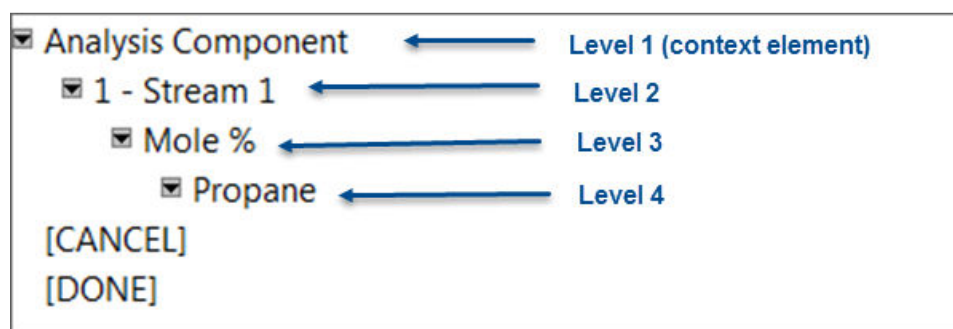 Analysis Component Level 1 (context element)
1 - Stream 1 Level 2
Mole % Level 3
Propane Level 4
[CANCEL]
[DONE]